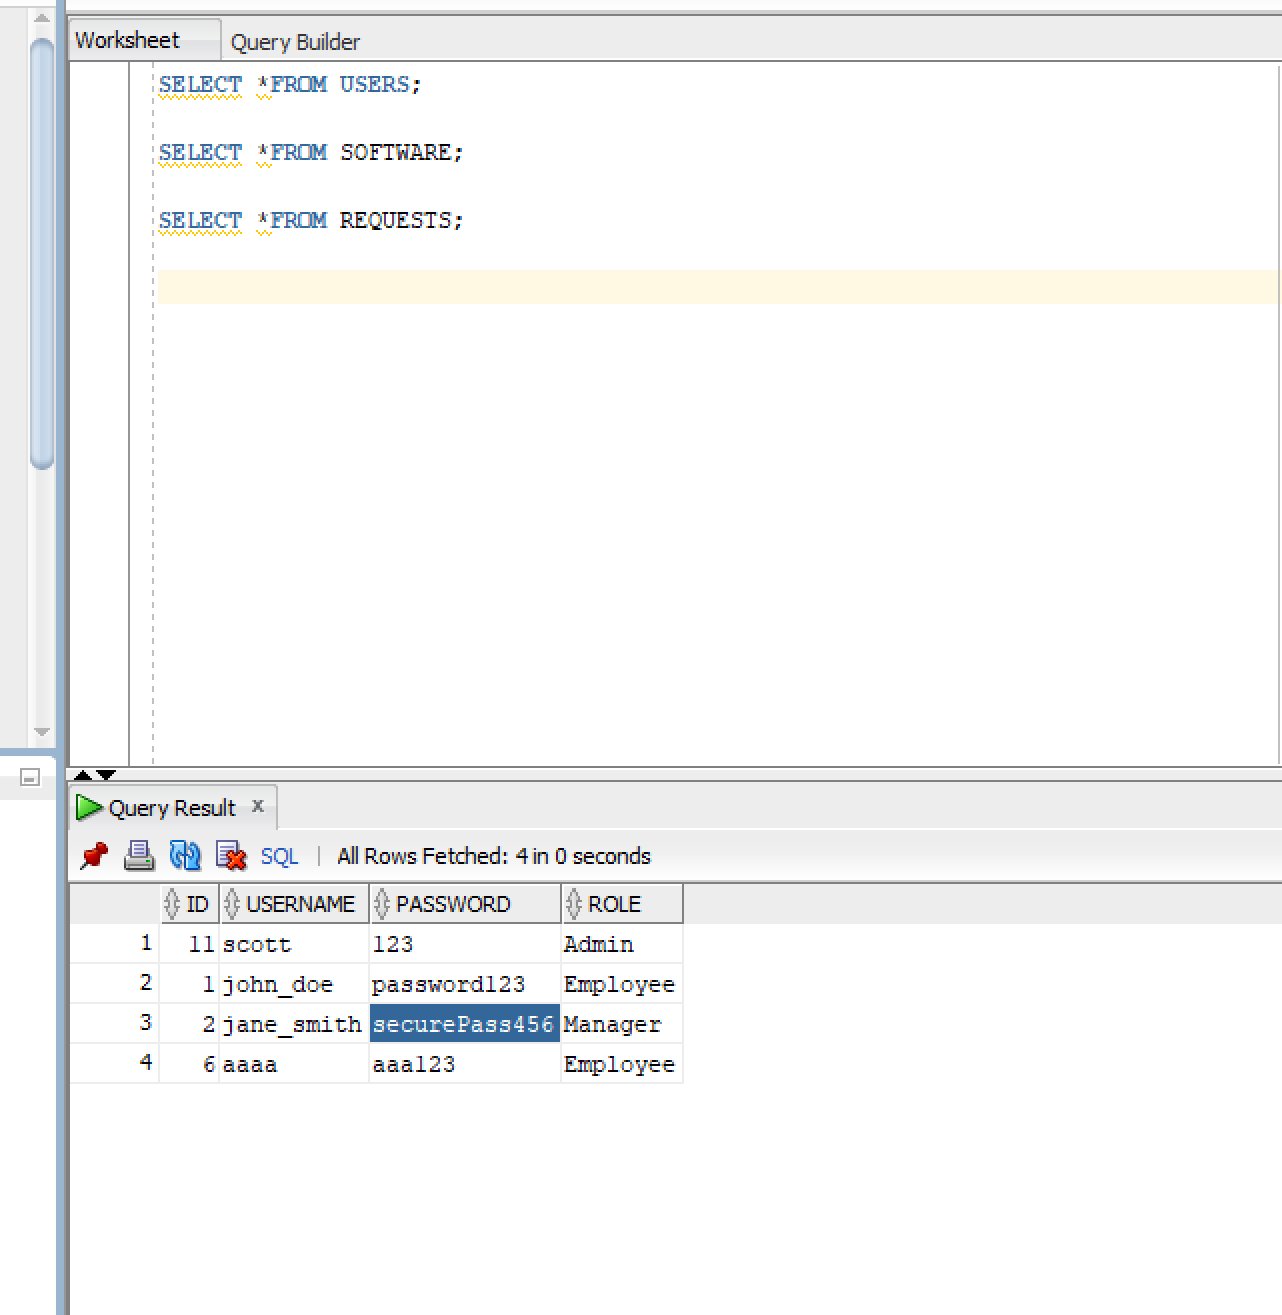 Worksheet Query Builder
SELECT *FROM USERS;
SELECT *FROM SOFTWARE;
SELECT *FROM REQUESTS;
Query Result x
SQL | All Rows Fetched: 4 in 0 seconds
ID USERNAME PASSWORD ROLE
1 11 scott 123 Admin
2 1 john_doe password123 Employee
3 2 jane_smith securePass456 Manager
4 6 aaaa aaa123 Employee